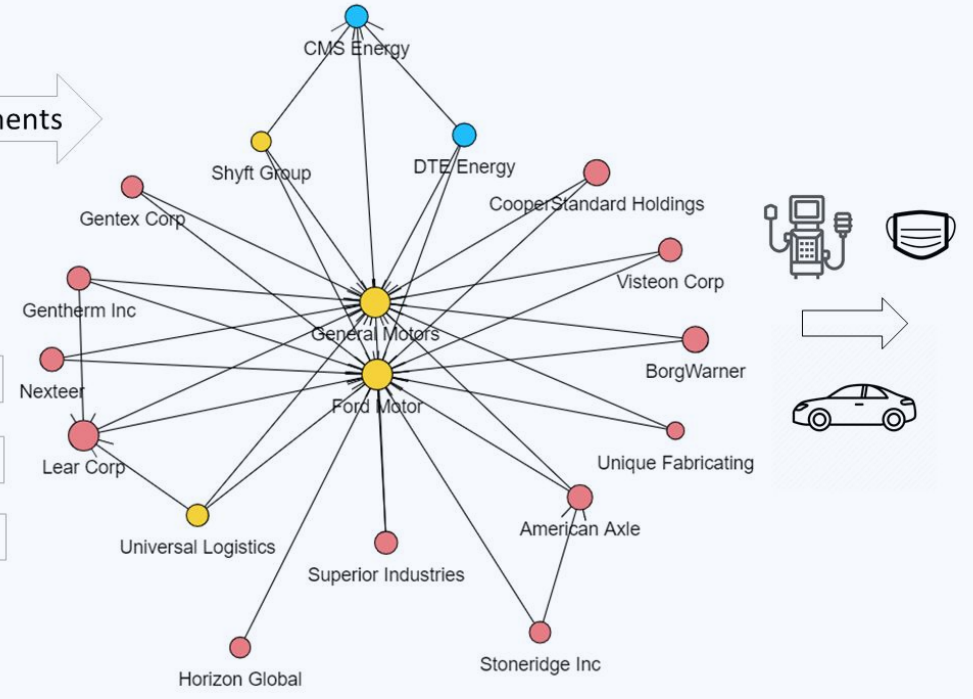 CMS Energy
Shyft Group
DTE Energy
Gentex Corp
CooperStandard Holdings
Gentherm Inc
Visteon Corp
General Motors
Nexteer
BorgWarner
Ford Motor
Lear Corp
Unique Fabricating
American Axle
Universal Logistics
Superior Industries
Stoneridge Inc
Horizon Global